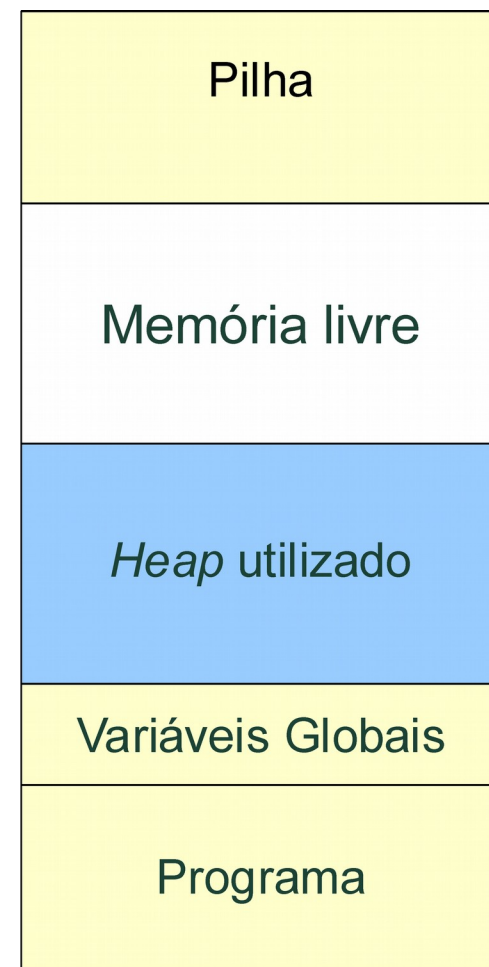 Pilha
Memória livre
Heap utilizado
Variáveis Globais
Programa